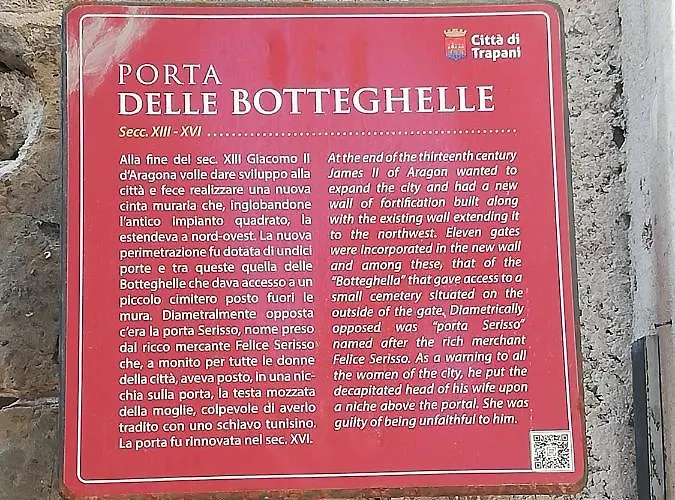 Città di
Trapani
PORTA
DELLE BOTTEGHELLE
Secc. XIII - XVI
Alla fine del sec. XIII Giacomo II
d'Aragona volle dare sviluppo alla
città e fece realizzare una nuova
cinta muraria che, inglobandone
l'antico impianto quadrato, la
estendeva a nord-ovest. La nuova
perimetrazione fu dotata di undici
porte e tra queste quella delle
Botteghelle che dava accesso a un
piccolo cimitero posto fuori le
mura. Diametralmente opposta
c'era la porta Serisso, nome preso
dal ricco mercante Felice Serisso
che, a monito per tutte le donne
della città, aveva posto, in una nic-
chia sulla porta, la testa mozzata
della moglie, colpevole di averlo
tradito con uno schiavo tunisino.
La porta fu rinnovata nel sec. XVI.
At the end of the thirteenth century
James II of Aragon wanted to
expand the city and had a new
wall of fortification built along
with the existing wall extending it
to the northwest. Eleven gates
were incorporated in the new wall
and among these, that of the
"Botteghella" that gave access to a
small cemetery situated on the
outside of the gate. Diametrically
opposed was "porta Serisso"
named after the rich merchant
Felice Serisso. As a warning to all
the women of the city, he put the
decapitated head of his wife upon
a niche above the portal. She was
guilty of being unfaithful to him.